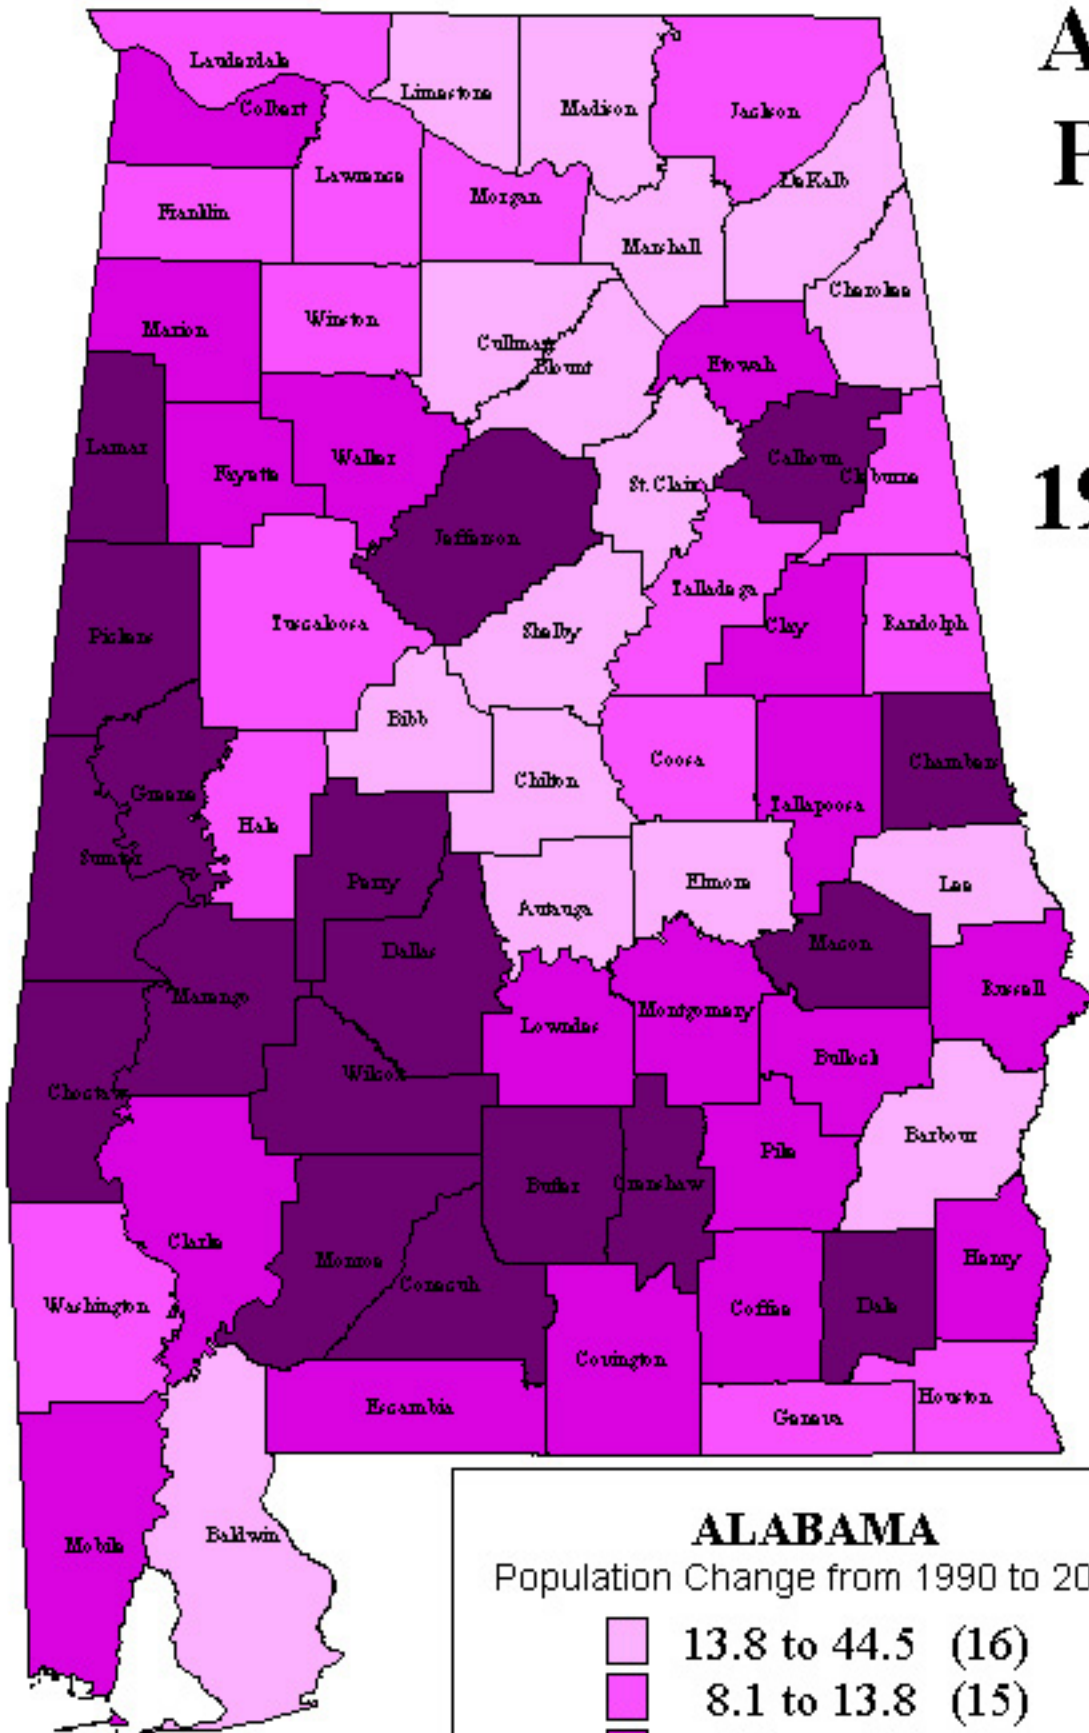 A
P
19
Lauderdale
Limestone
Madison
Jackson
Colbert
Lawrence
Morgan
DeKalb
Franklin
Marshall
Cherokee
Marion
Winston
Cullman
Blount
Etowah
Lamar
Fayette
Walker
St. Clair
Calhoun
Cleburne
Jefferson
Talladega
Pickens
Tuscaloosa
Shelby
Clay
Randolph
Bibb
Coosa
Chambers
Greene
Chilton
Tallapoosa
Hale
Sumter
Perry
Autauga
Elmore
Lee
Dallas
Macon
Marengo
Lowndes
Montgomery
Russell
Bullock
Choctaw
Wilcox
Barbour
Pike
Butler
Crenshaw
Clarke
Monroe
Conecuh
Henry
Washington
Coffee
Dale
Covington
Escambia
Geneva
Houston
Mobile
Baldwin
ALABAMA
Population Change from 1990 to 20
13.8 to 44.5 (16)
8.1 to 13.8 (15)